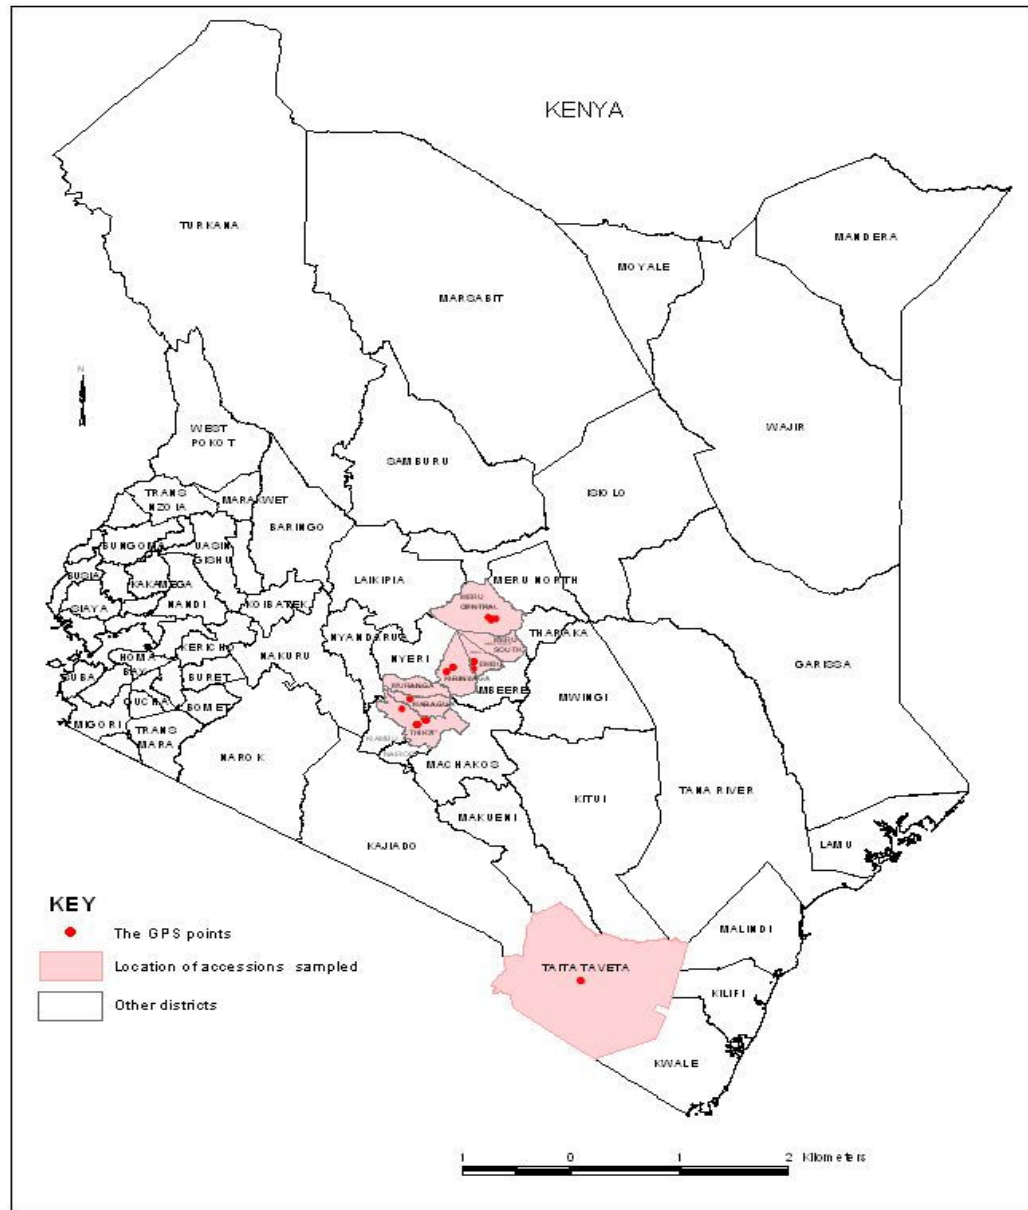 KENYA
TURKANA
MANDERA
MOYALE
MARSABIT
N
WEST
POKOT
WAJIR
SAMBURU
ISIOLO
TRANS
NZOIA
MARAKWET
BARINGO
BUNGOMA
UASIN
GISHU
BUSIA
KAKAMEGA
LAIKIPIA
MERU NORTH
SIAYA
NANDI
KOIBATEK
MERU
CENTRAL
NYANDARUA
THARAKA
MERU
SOUTH
KERICHO
HOMA
BAY
NAKURU
NYERI
EMBU
GARISSA
SUBA
BURET
KIRINYAGA
MURANGA
MBEERE
MWINGI
GUCHA
BOMET
MARAGUA
MIGORI
TRANS
MARA
THIKA
KIAMBU
NAIROBI
NAROK
MACHAKOS
KITUI
TANA RIVER
MAKUENI
KAJIADO
LAMU
KEY
The GPS points
MALINDI
Location of accessions sampled
TAITA TAVETA
KILIFI
Other districts
KWALE
1 0 1 2 Kilometers